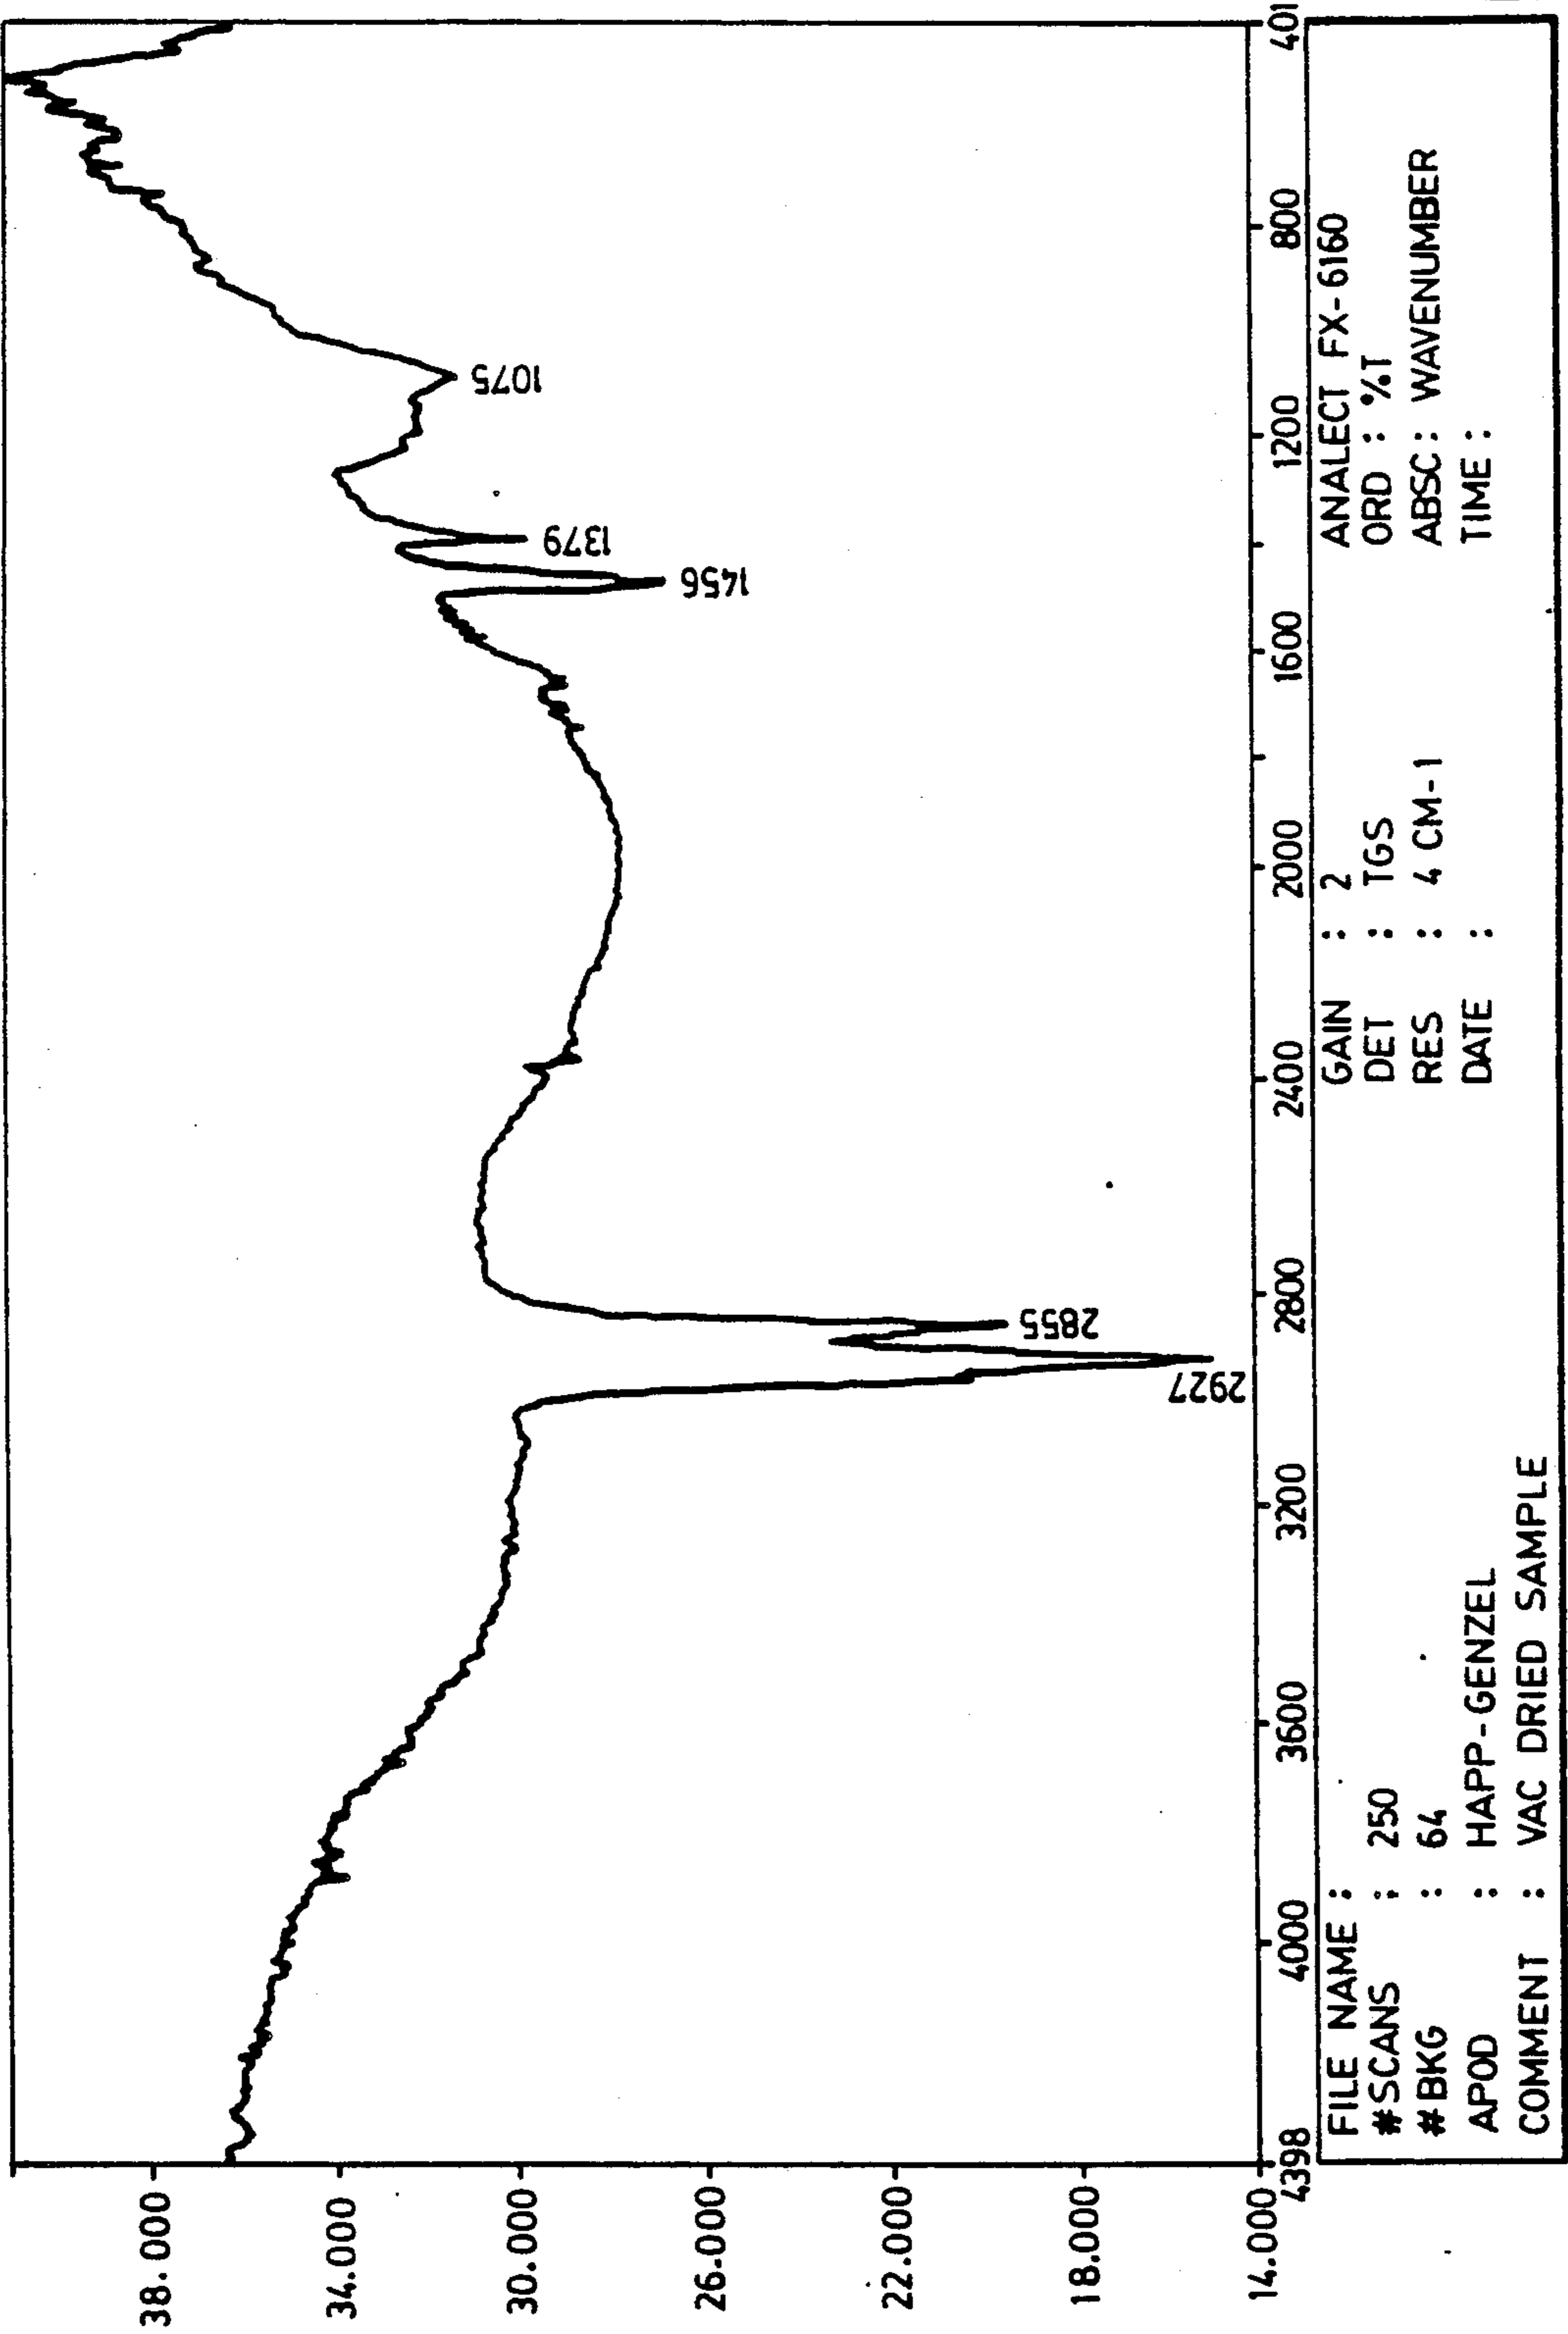 38.000
34.000
30.000
26.000
22.000
18.000
14.000
2927
2855
1456
1379
1075
4398 4000 3600 3200 2800 2400 2000 1600 1200 800 401
FILE NAME : GAIN : 2 ANALECT FX-6160
#SCANS : 250 DET : TGS ORD : %T
#BKG : 64 RES : 4 CM-1 ABSC : WAVENUMBER
APOD : HAPP-GENZEL DATE : TIME :
COMMENT : VAC DRIED SAMPLE